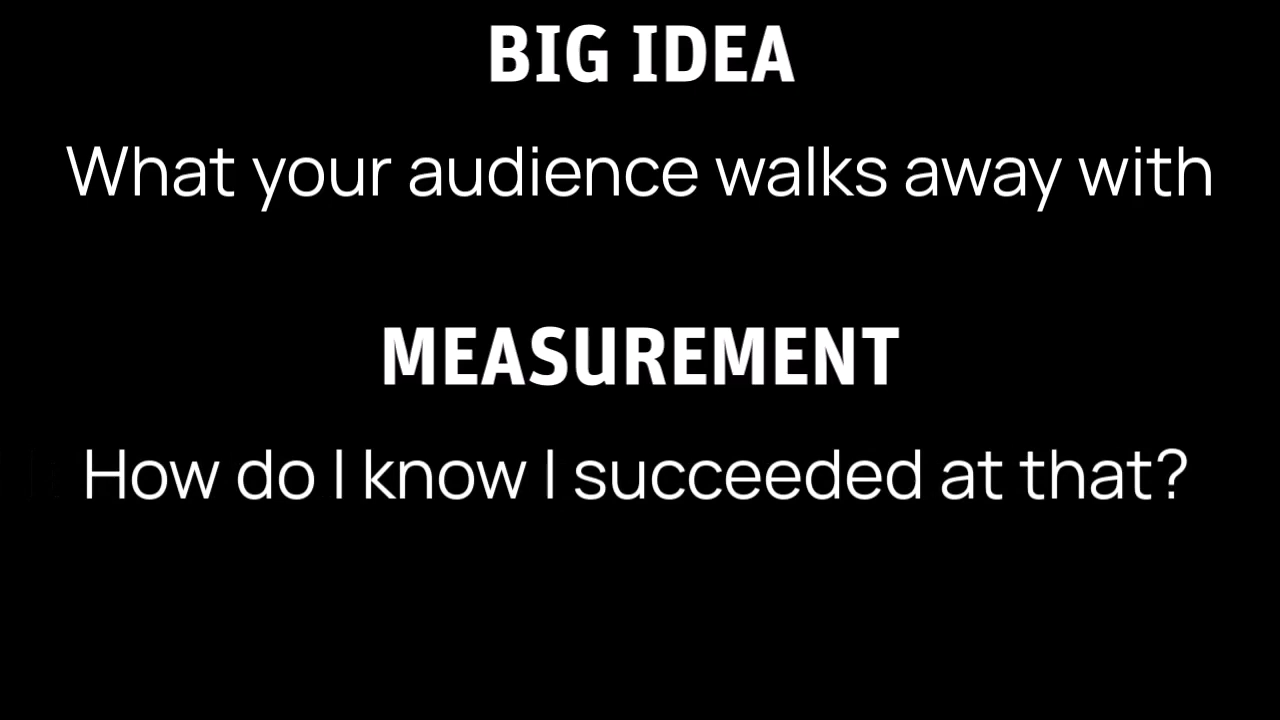 BIG IDEA
What your audience walks away with
MEASUREMENT
How do I know I succeeded at that?